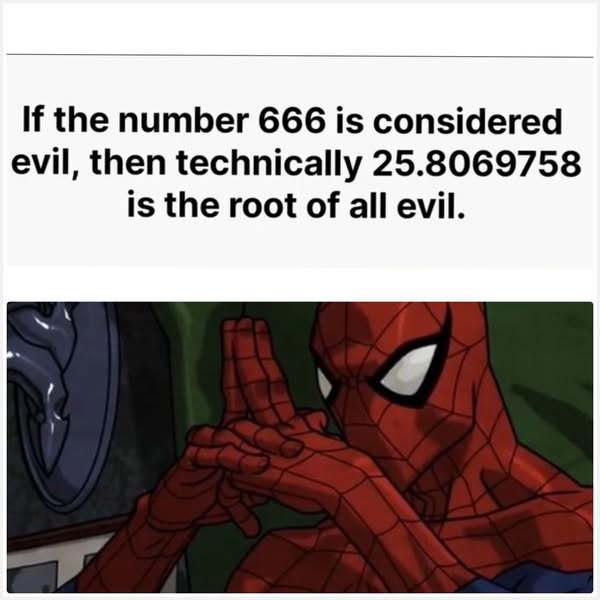 If the number 666 is considered
evil, then technically 25.8069758
is the root of all evil.